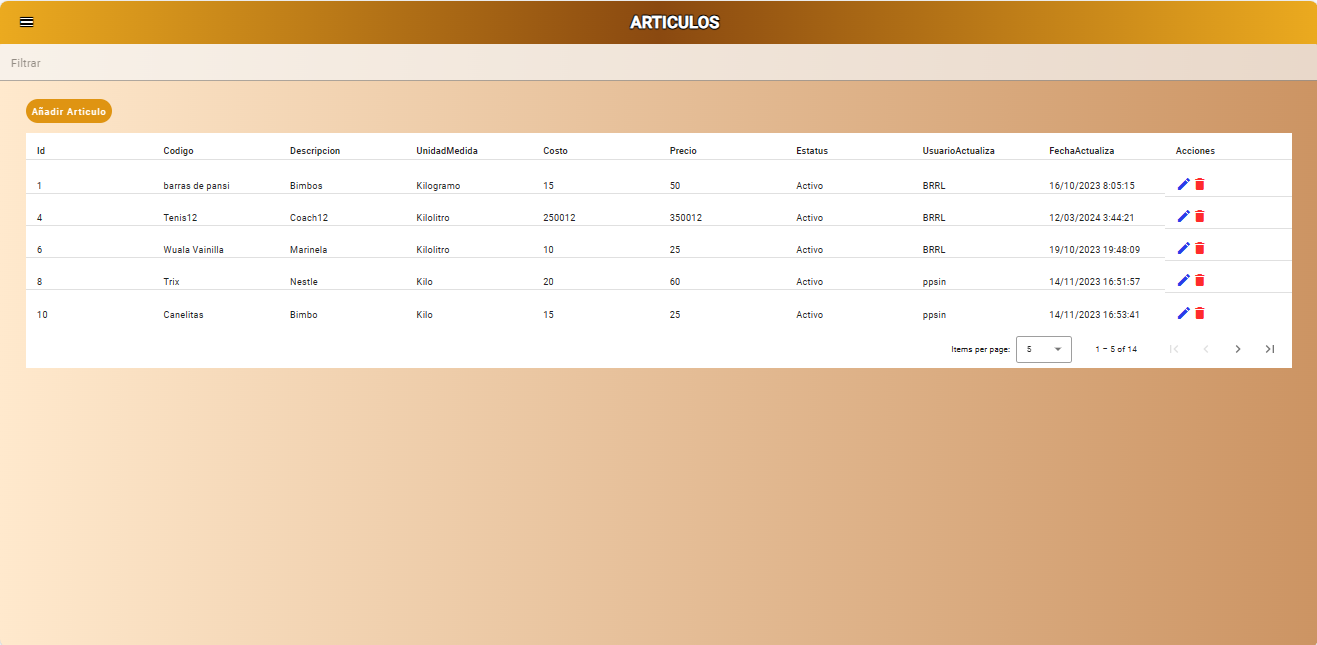 ARTICULOS
Filtrar
Añadir Articulo
Id Codigo Descripcion UnidadMedida Costo Precio Estatus UsuarioActualiza FechaActualiza Acciones
1 barras de pansi Bimbos Kilogramo 15 50 Activo BRRL 16/10/2023 8:05:15
4 Tenis12 Coach12 Kilolitro 250012 350012 Activo BRRL 12/03/2024 3:44:21
6 Wuala Vainilla Marinela Kilolitro 10 25 Activo BRRL 19/10/2023 19:48:09
8 Trix Nestle Kilo 20 60 Activo ppsin 14/11/2023 16:51:57
10 Canelitas Bimbo Kilo 15 25 Activo ppsin 14/11/2023 16:53:41
Items per page: 5 1 – 5 of 14